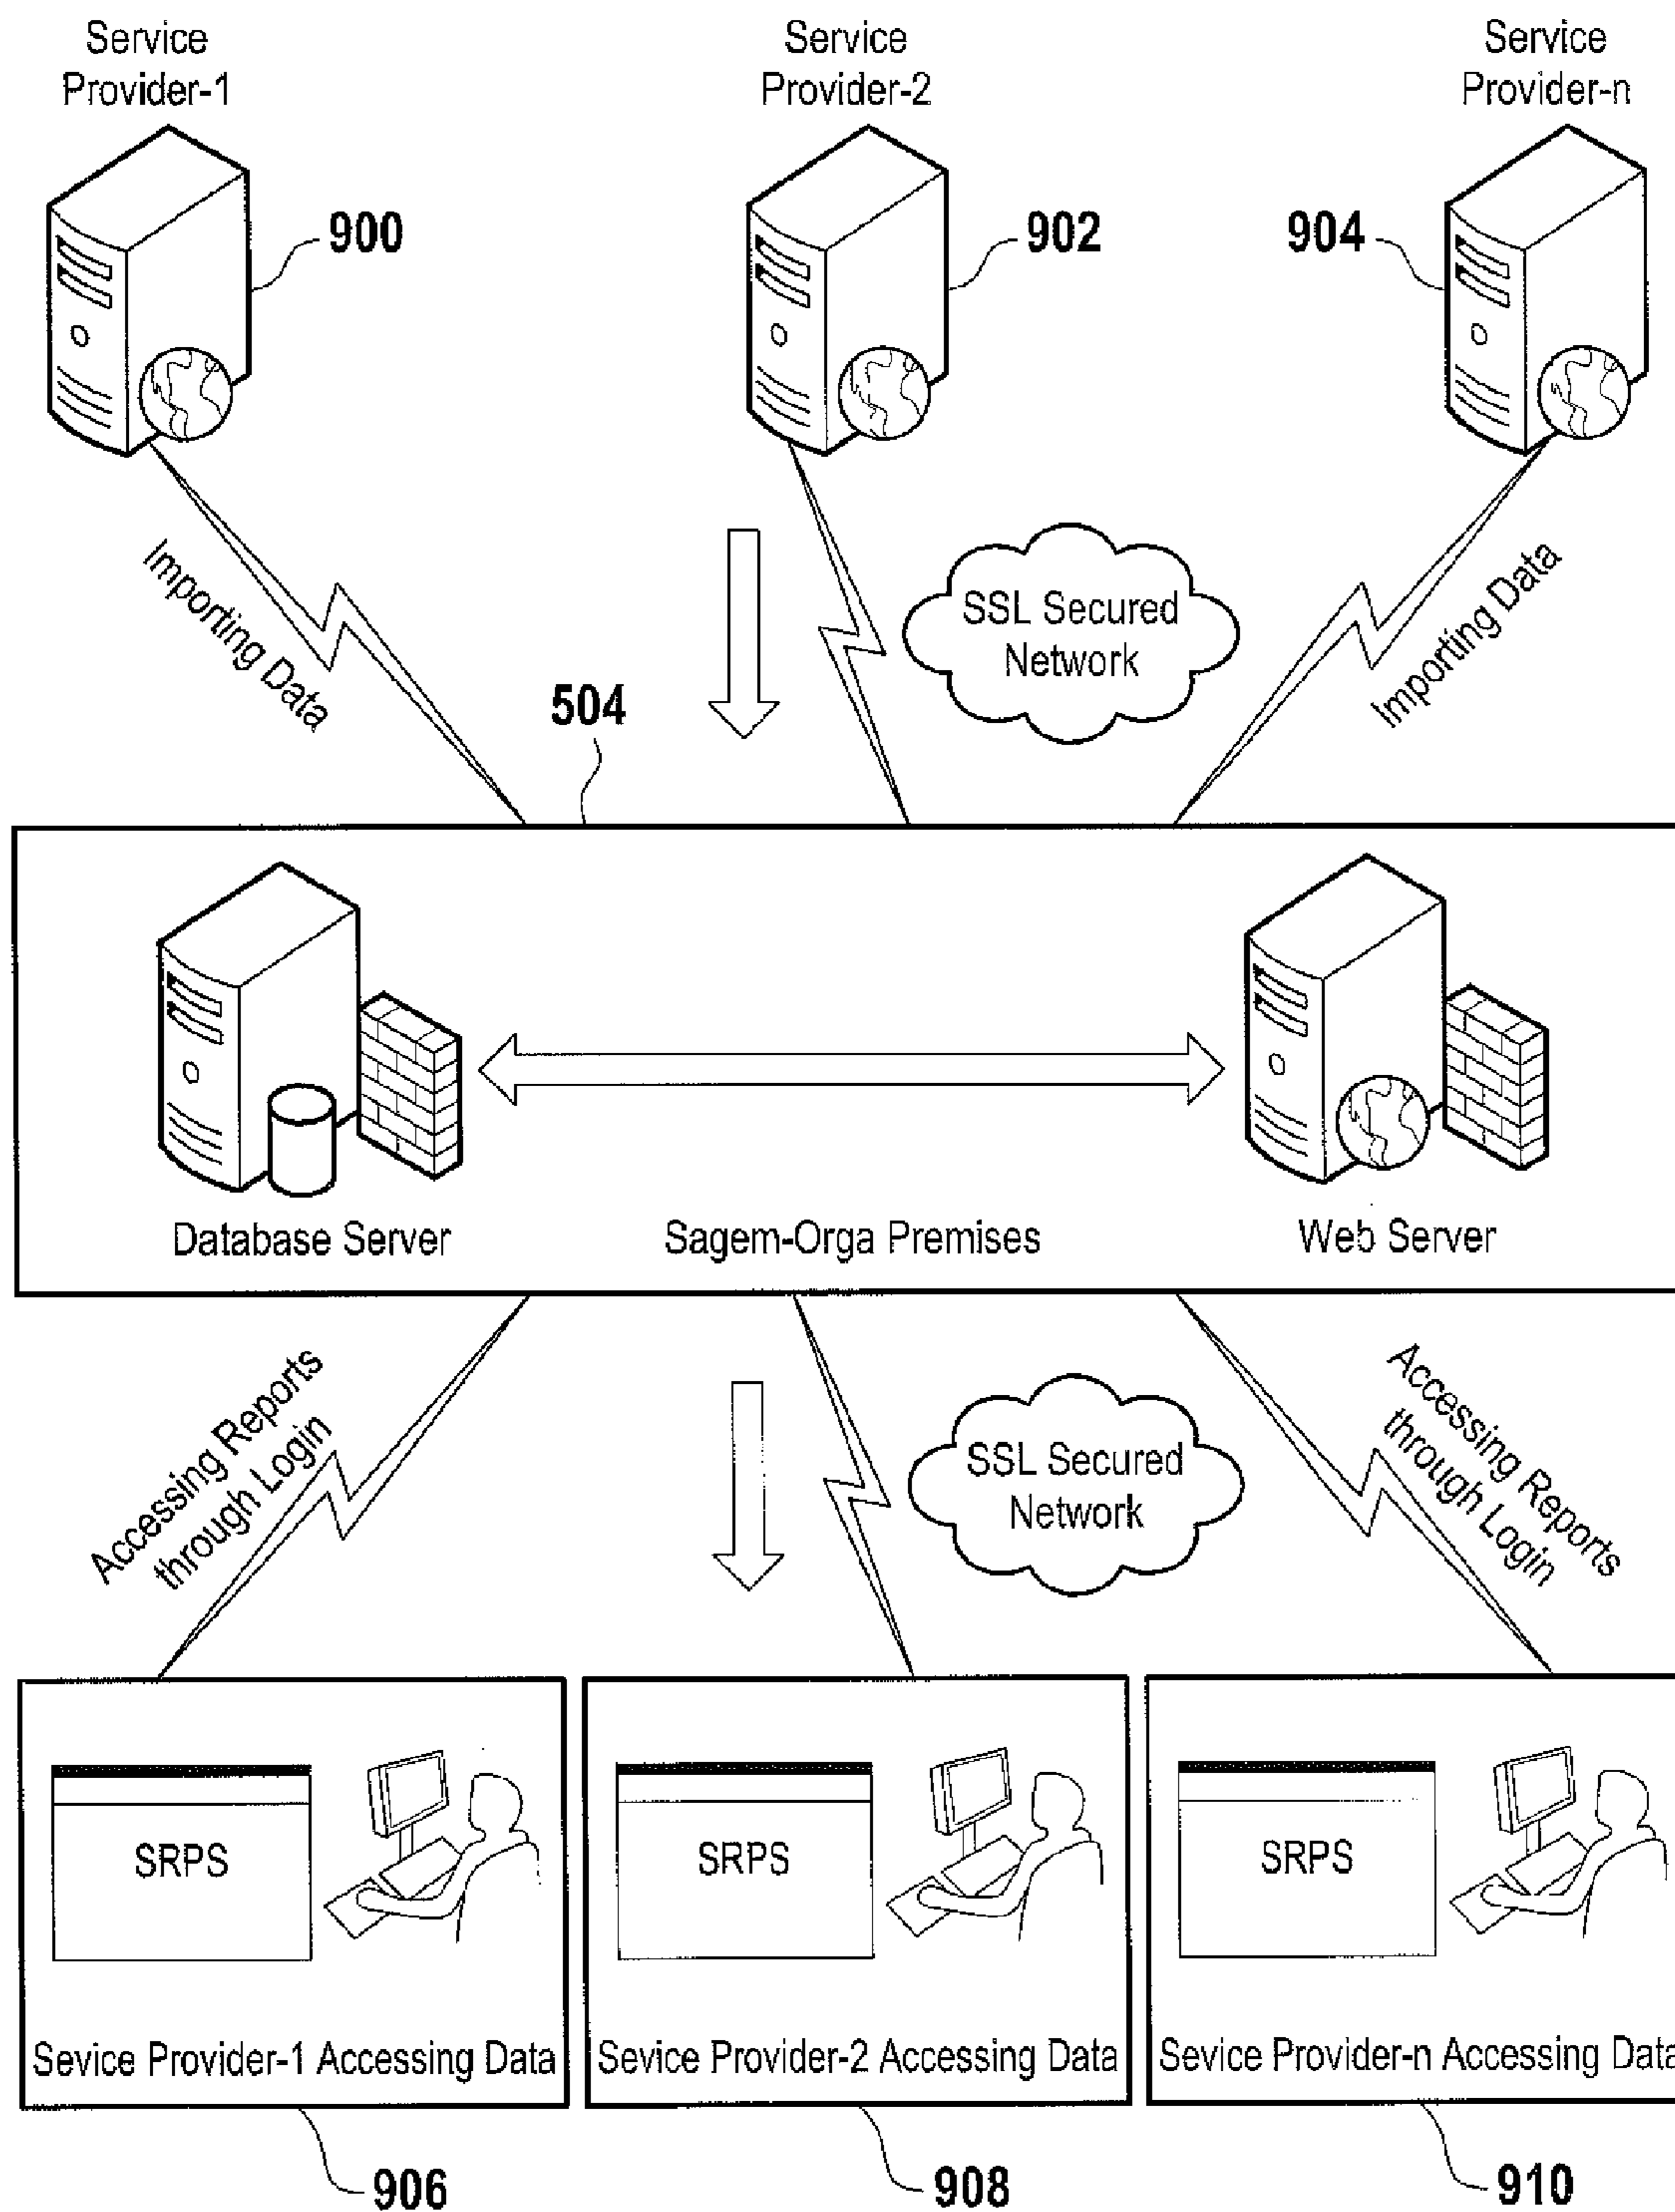 Service
Provider-1
Service
Provider-2
Service
Provider-n
900
902
904
Importing Data
SSL Secured
Network
Importing Data
504
Database Server
Sagem-Orga Premises
Web Server
Accessing Reports
through Login
SSL Secured
Network
Accessing Reports
through Login
SRPS
SRPS
SRPS
Sevice Provider-1 Accessing Data
Sevice Provider-2 Accessing Data
Sevice Provider-n Accessing Data
906
908
910